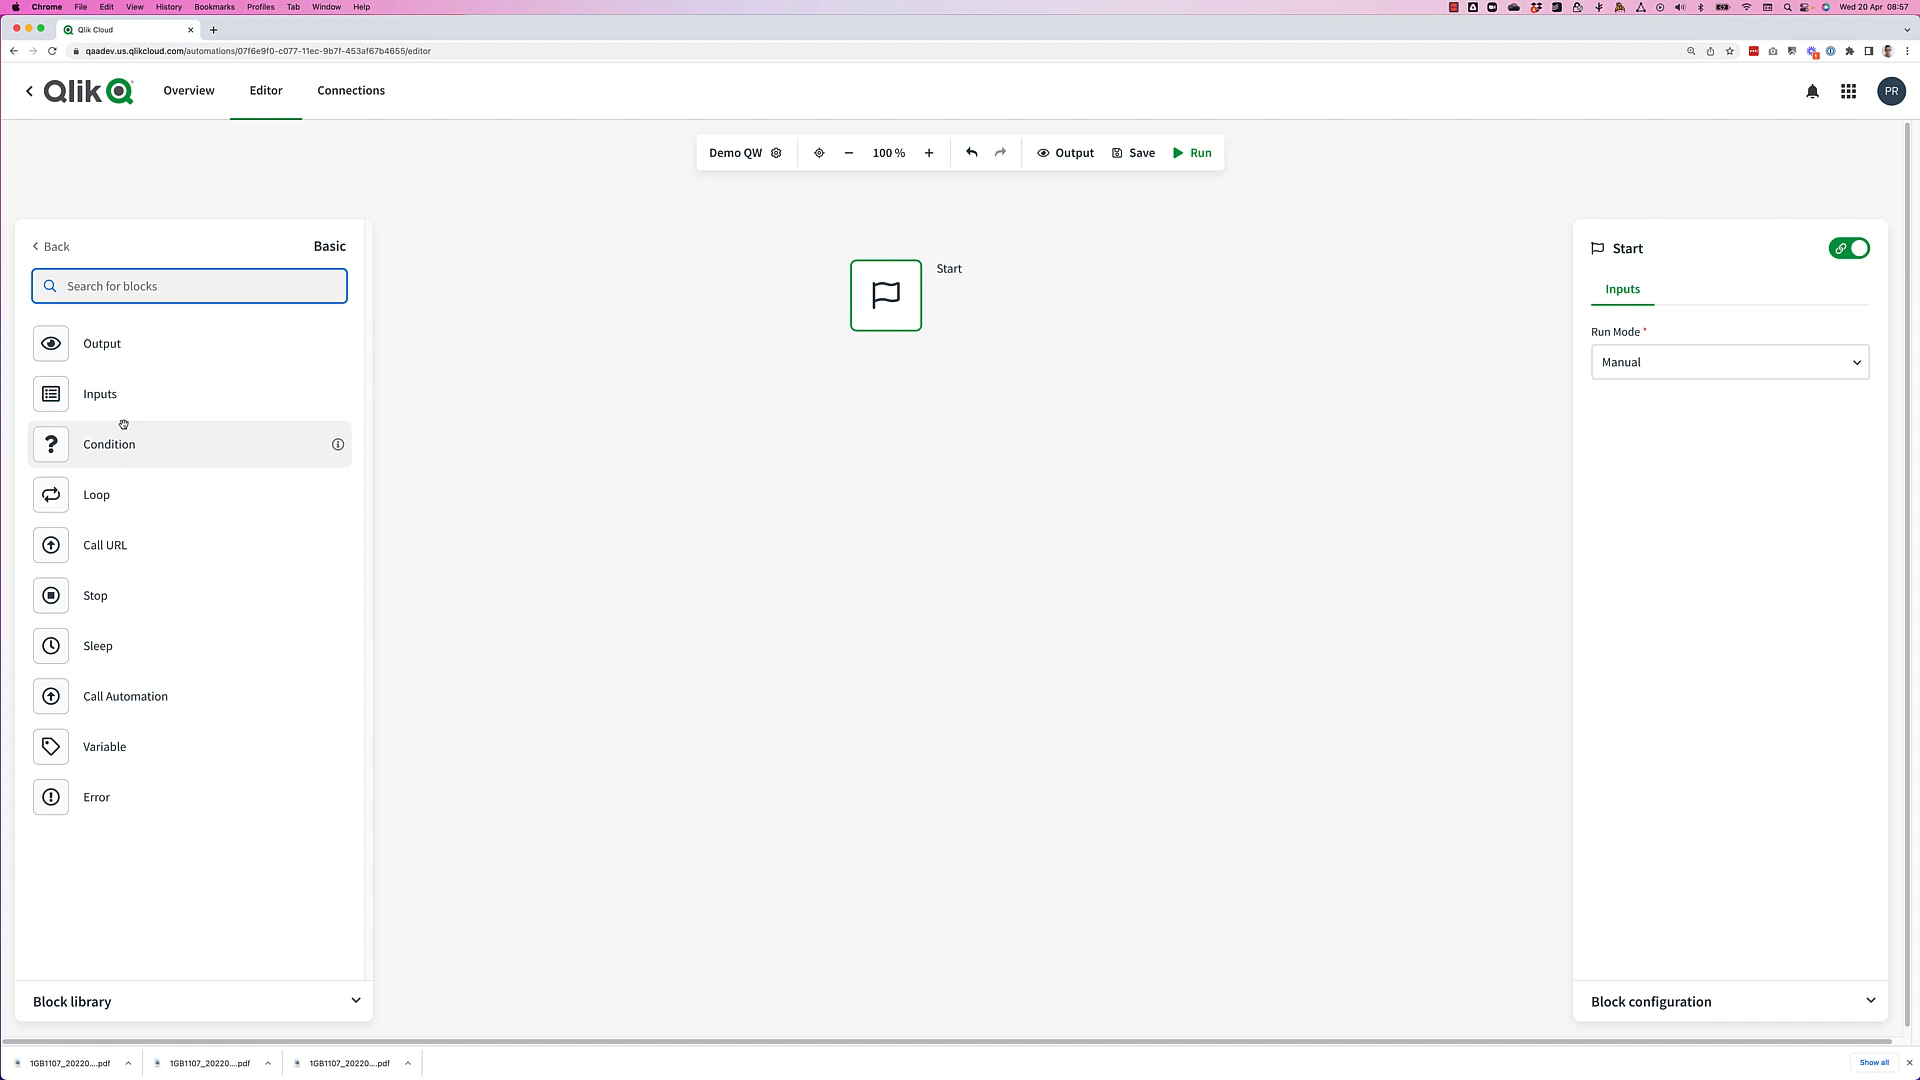 Chrome File Edit View History Bookmarks Profiles Tab Window Help
Wed 20 Apr 08:57
Qlik Cloud
qaadev.us.qlikcloud.com/automations/07f6e9f0-c077-11ec-9b7f-453af67b4655/editor
Qlik Overview Editor Connections PR
Demo QW 100 % Output Save Run
Back Basic
Search for blocks
Output
Inputs
Condition
Loop
Call URL
Stop
Sleep
Call Automation
Variable
Error
Block library
Start
Start
Inputs
Run Mode *
Manual
Block configuration
1GB1107_20220....pdf 1GB1107_20220....pdf 1GB1107_20220....pdf Show all